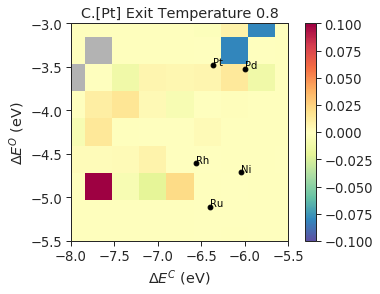 C.[Pt] Exit Temperature 0.8
−3.0
−3.5
−4.0
−4.5
−5.0
−5.5
ΔE^O (eV)
Pt
Pd
Rh
Ni
Ru
−8.0 −7.5 −7.0 −6.5 −6.0 −5.5
ΔE^C (eV)
0.100
0.075
0.050
0.025
0.000
−0.025
−0.050
−0.075
−0.100